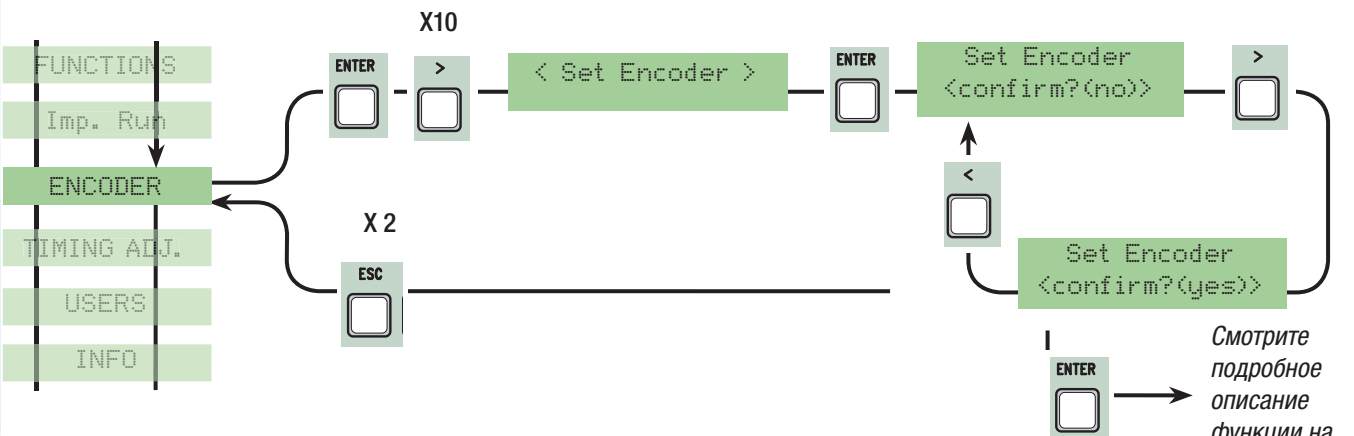 X10
FUNCTIONS
Imp. Run
ENCODER
TIMING ADJ.
USERS
INFO
ENTER
>
< Set Encoder >
ENTER
Set Encoder
<confirm?(no)>
>
<
Set Encoder
<confirm?(yes)>
X 2
ESC
ENTER
Смотрите
подробное
описание
функции на